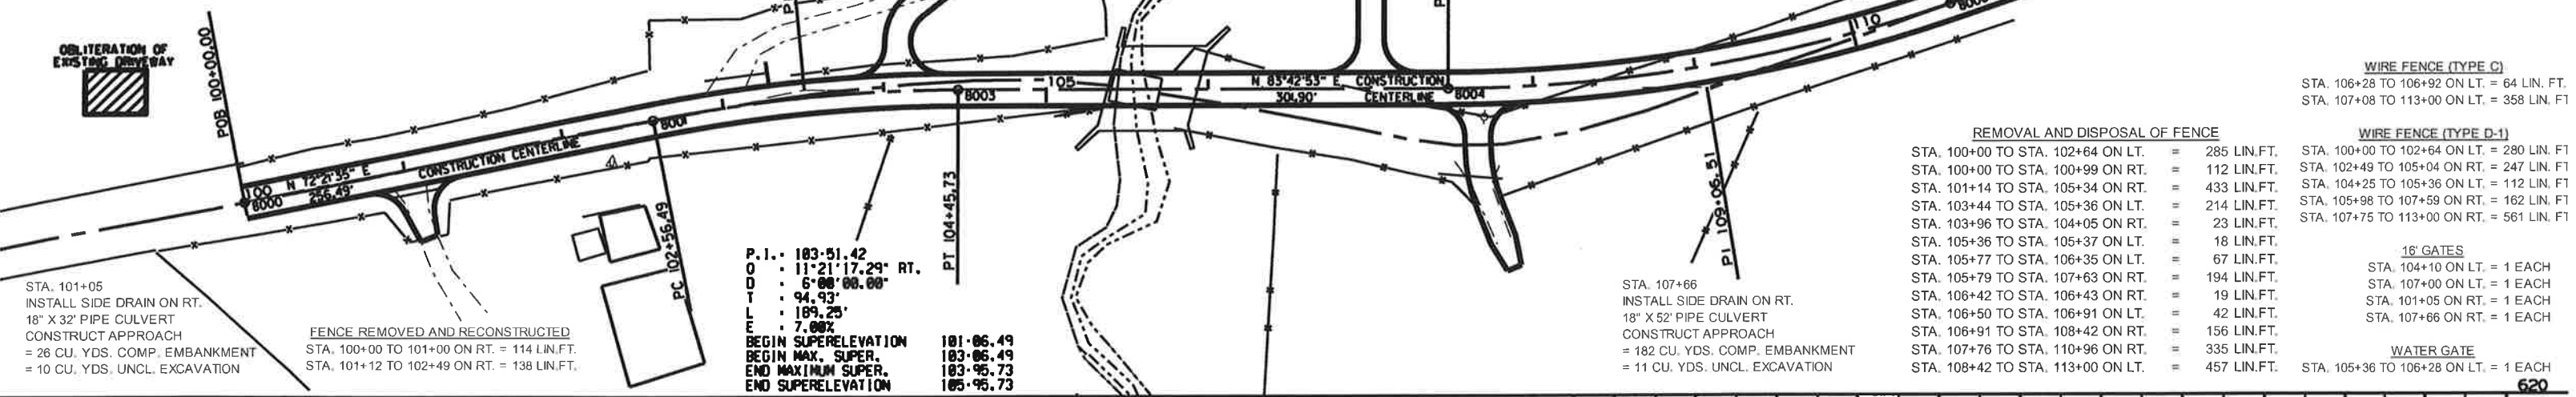 OBLITERATION OF
EXISTING DRIVEWAY
POB 100+00.00
100
N 72°21'35" E
256.49'
CONSTRUCTION CENTERLINE
8000
8001
PC 102+56.49
8003
PT 104+45.73
105
N 83°42'53" E CONSTRUCTION
301.90' CENTERLINE
8004
110
PI 109+06.51
STA. 101+05
INSTALL SIDE DRAIN ON RT.
18" X 32' PIPE CULVERT
CONSTRUCT APPROACH
= 26 CU. YDS. COMP. EMBANKMENT
= 10 CU. YDS. UNCL. EXCAVATION
FENCE REMOVED AND RECONSTRUCTED
STA. 100+00 TO 101+00 ON RT. = 114 LIN.FT.
STA. 101+12 TO 102+49 ON RT. = 138 LIN.FT.
P.I. = 103+51.42
O = 11°21'17.29" RT.
D = 6°00'00.00"
T = 94.93'
L = 189.25'
E = 7.00%
BEGIN SUPERELEVATION 101+06.49
BEGIN MAX. SUPER. 103+06.49
END MAXIMUM SUPER. 103+95.73
END SUPERELEVATION 105+95.73
STA. 107+66
INSTALL SIDE DRAIN ON RT.
18" X 52' PIPE CULVERT
CONSTRUCT APPROACH
= 182 CU. YDS. COMP. EMBANKMENT
= 11 CU. YDS. UNCL. EXCAVATION
REMOVAL AND DISPOSAL OF FENCE
STA. 100+00 TO STA. 102+64 ON LT. = 285 LIN.FT.
STA. 100+00 TO STA. 100+99 ON RT. = 112 LIN.FT.
STA. 101+14 TO STA. 105+34 ON RT. = 433 LIN.FT.
STA. 103+44 TO STA. 105+36 ON LT. = 214 LIN.FT.
STA. 103+96 TO STA. 104+05 ON RT. = 23 LIN.FT.
STA. 105+36 TO STA. 105+37 ON LT. = 18 LIN.FT.
STA. 105+77 TO STA. 106+35 ON LT. = 67 LIN.FT.
STA. 105+79 TO STA. 107+63 ON RT. = 194 LIN.FT.
STA. 106+42 TO STA. 106+43 ON RT. = 19 LIN.FT.
STA. 106+50 TO STA. 106+91 ON LT. = 42 LIN.FT.
STA. 106+91 TO STA. 108+42 ON RT. = 156 LIN.FT.
STA. 107+76 TO STA. 110+96 ON RT. = 335 LIN.FT.
STA. 108+42 TO STA. 113+00 ON LT. = 457 LIN.FT.
WIRE FENCE (TYPE C)
STA. 106+28 TO 106+92 ON LT. = 64 LIN. FT.
STA. 107+08 TO 113+00 ON LT. = 358 LIN. FT
WIRE FENCE (TYPE D-1)
STA. 100+00 TO 102+64 ON LT. = 280 LIN. FT
STA. 102+49 TO 105+04 ON RT. = 247 LIN. FT
STA. 104+25 TO 105+36 ON LT. = 112 LIN. FT
STA. 105+98 TO 107+59 ON RT. = 162 LIN. FT
STA. 107+75 TO 113+00 ON RT. = 561 LIN. FT
16' GATES
STA. 104+10 ON LT. = 1 EACH
STA. 107+00 ON LT. = 1 EACH
STA. 101+05 ON RT. = 1 EACH
STA. 107+66 ON RT. = 1 EACH
WATER GATE
STA. 105+36 TO 106+28 ON LT. = 1 EACH
620